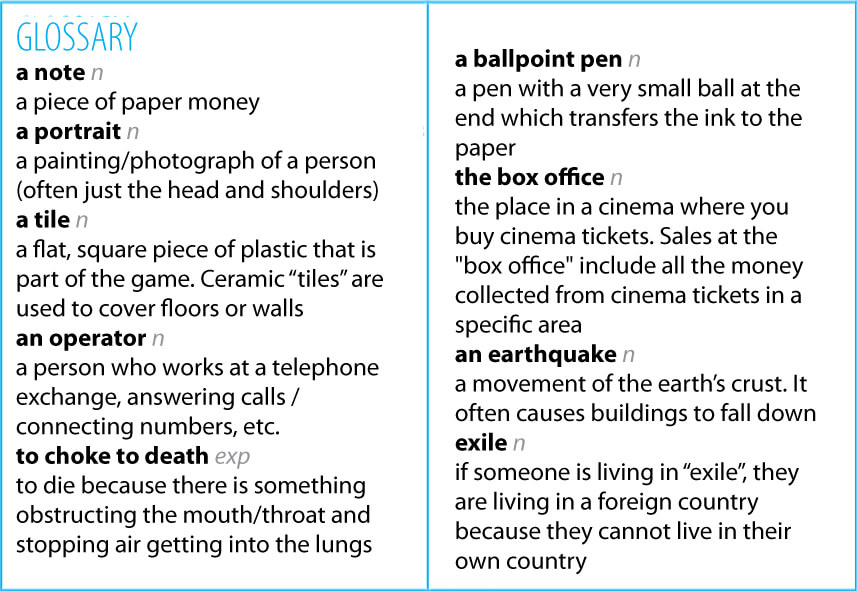 GLOSSARY
a note n
a piece of paper money
a portrait n
a painting/photograph of a person
(often just the head and shoulders)
a tile n
a flat, square piece of plastic that is
part of the game. Ceramic “tiles” are
used to cover floors or walls
an operator n
a person who works at a telephone
exchange, answering calls /
connecting numbers, etc.
to choke to death exp
to die because there is something
obstructing the mouth/throat and
stopping air getting into the lungs
a ballpoint pen n
a pen with a very small ball at the
end which transfers the ink to the
paper
the box office n
the place in a cinema where you
buy cinema tickets. Sales at the
"box office" include all the money
collected from cinema tickets in a
specific area
an earthquake n
a movement of the earth’s crust. It
often causes buildings to fall down
exile n
if someone is living in “exile”, they
are living in a foreign country
because they cannot live in their
own country